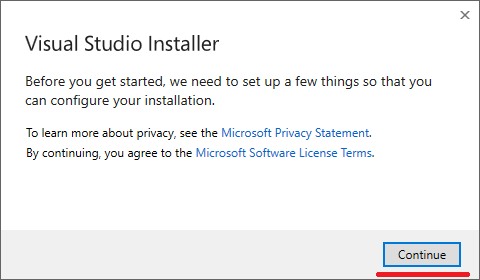 Visual Studio Installer
Before you get started, we need to set up a few things so that you
can configure your installation.
To learn more about privacy, see the Microsoft Privacy Statement.
By continuing, you agree to the Microsoft Software License Terms.
Continue